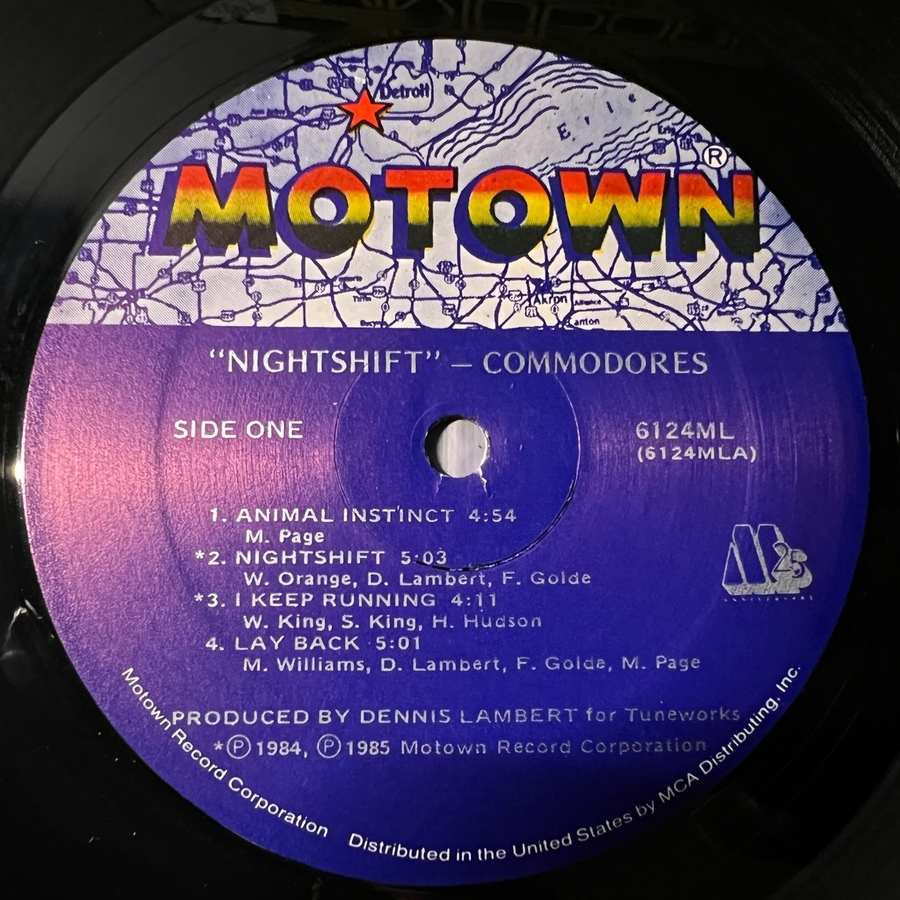 Detroit
Erie
MOTOWN®
Akron
Alliance
Canton
"NIGHTSHIFT" — COMMODORES
SIDE ONE
6124ML
(6124MLA)
1. ANIMAL INSTINCT 4:54
M. Page
*2. NIGHTSHIFT 5:03
W. Orange, D. Lambert, F. Golde
*3. I KEEP RUNNING 4:11
W. King, S. King, H. Hudson
4. LAY BACK 5:01
M. Williams, D. Lambert, F. Golde, M. Page
M 25
ANNIVERSARY
PRODUCED BY DENNIS LAMBERT for Tuneworks
*Ⓟ 1984, Ⓟ 1985 Motown Record Corporation
Motown Record Corporation
Distributed in the United States by MCA Distributing, Inc.